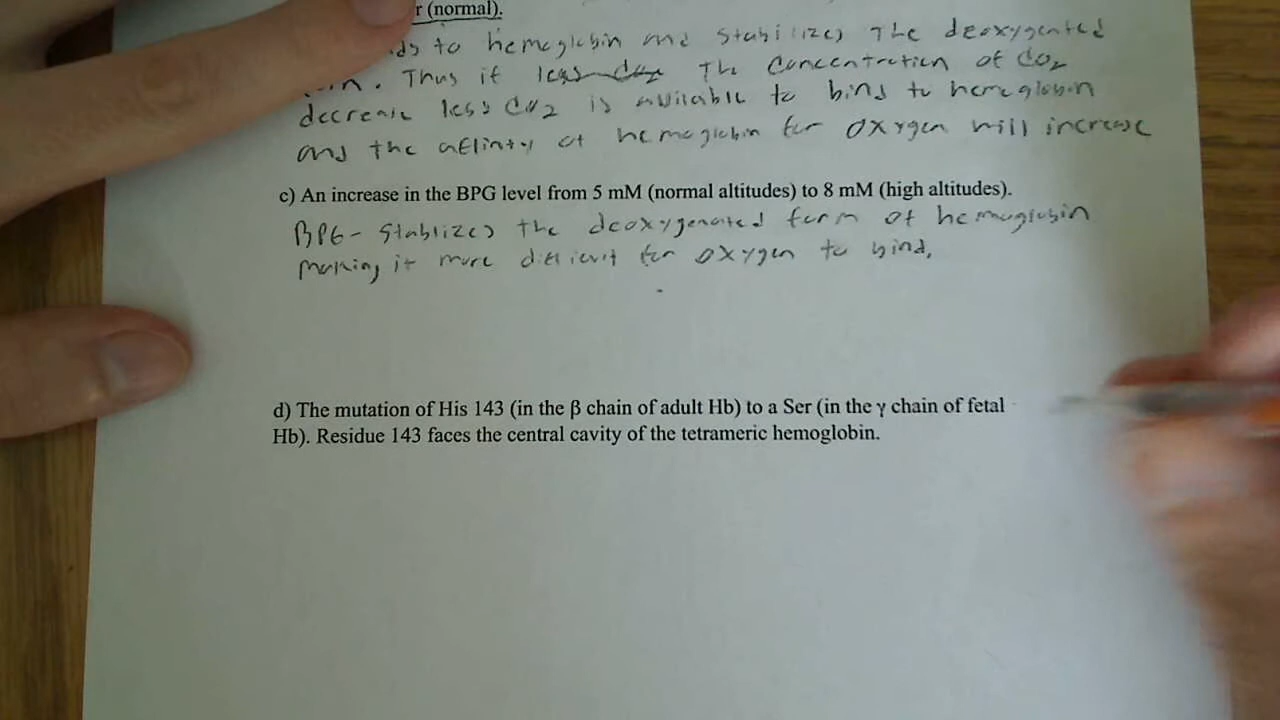 r (normal).
ds to hemoglobin and stabilizes The deoxygenated
. Thus if less The concentration of CO2
decrease less CO2 is available to bind to hemoglobin
and the affinity of hemoglobin for oxygen will increase
c) An increase in the BPG level from 5 mM (normal altitudes) to 8 mM (high altitudes).
BPG- Stablizes the deoxygenated form of hemoglobin
making it more difficult for oxygen to bind.
d) The mutation of His 143 (in the β chain of adult Hb) to a Ser (in the γ chain of fetal
Hb). Residue 143 faces the central cavity of the tetrameric hemoglobin.